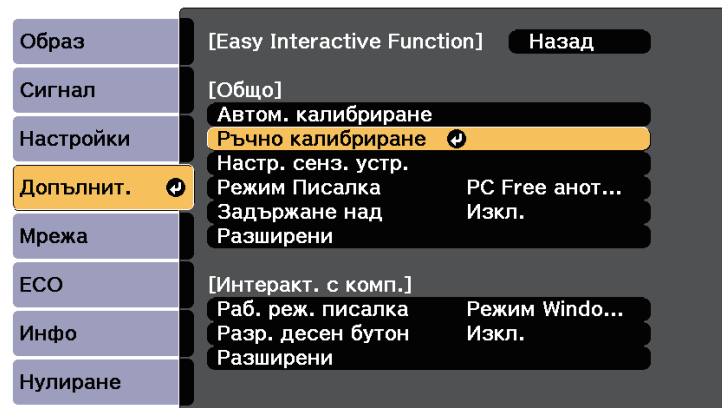 Образ
Сигнал
Настройки
Допълнит.
Мрежа
ECO
Инфо
Нулиране
[Easy Interactive Function] Назад
[Общо]
Автом. калибриране
Ръчно калибриране
Настр. сенз. устр.
Режим Писалка PC Free анот...
Задържане над Изкл.
Разширени
[Интеракт. с комп.]
Раб. реж. писалка Режим Windo...
Разр. десен бутон Изкл.
Разширени